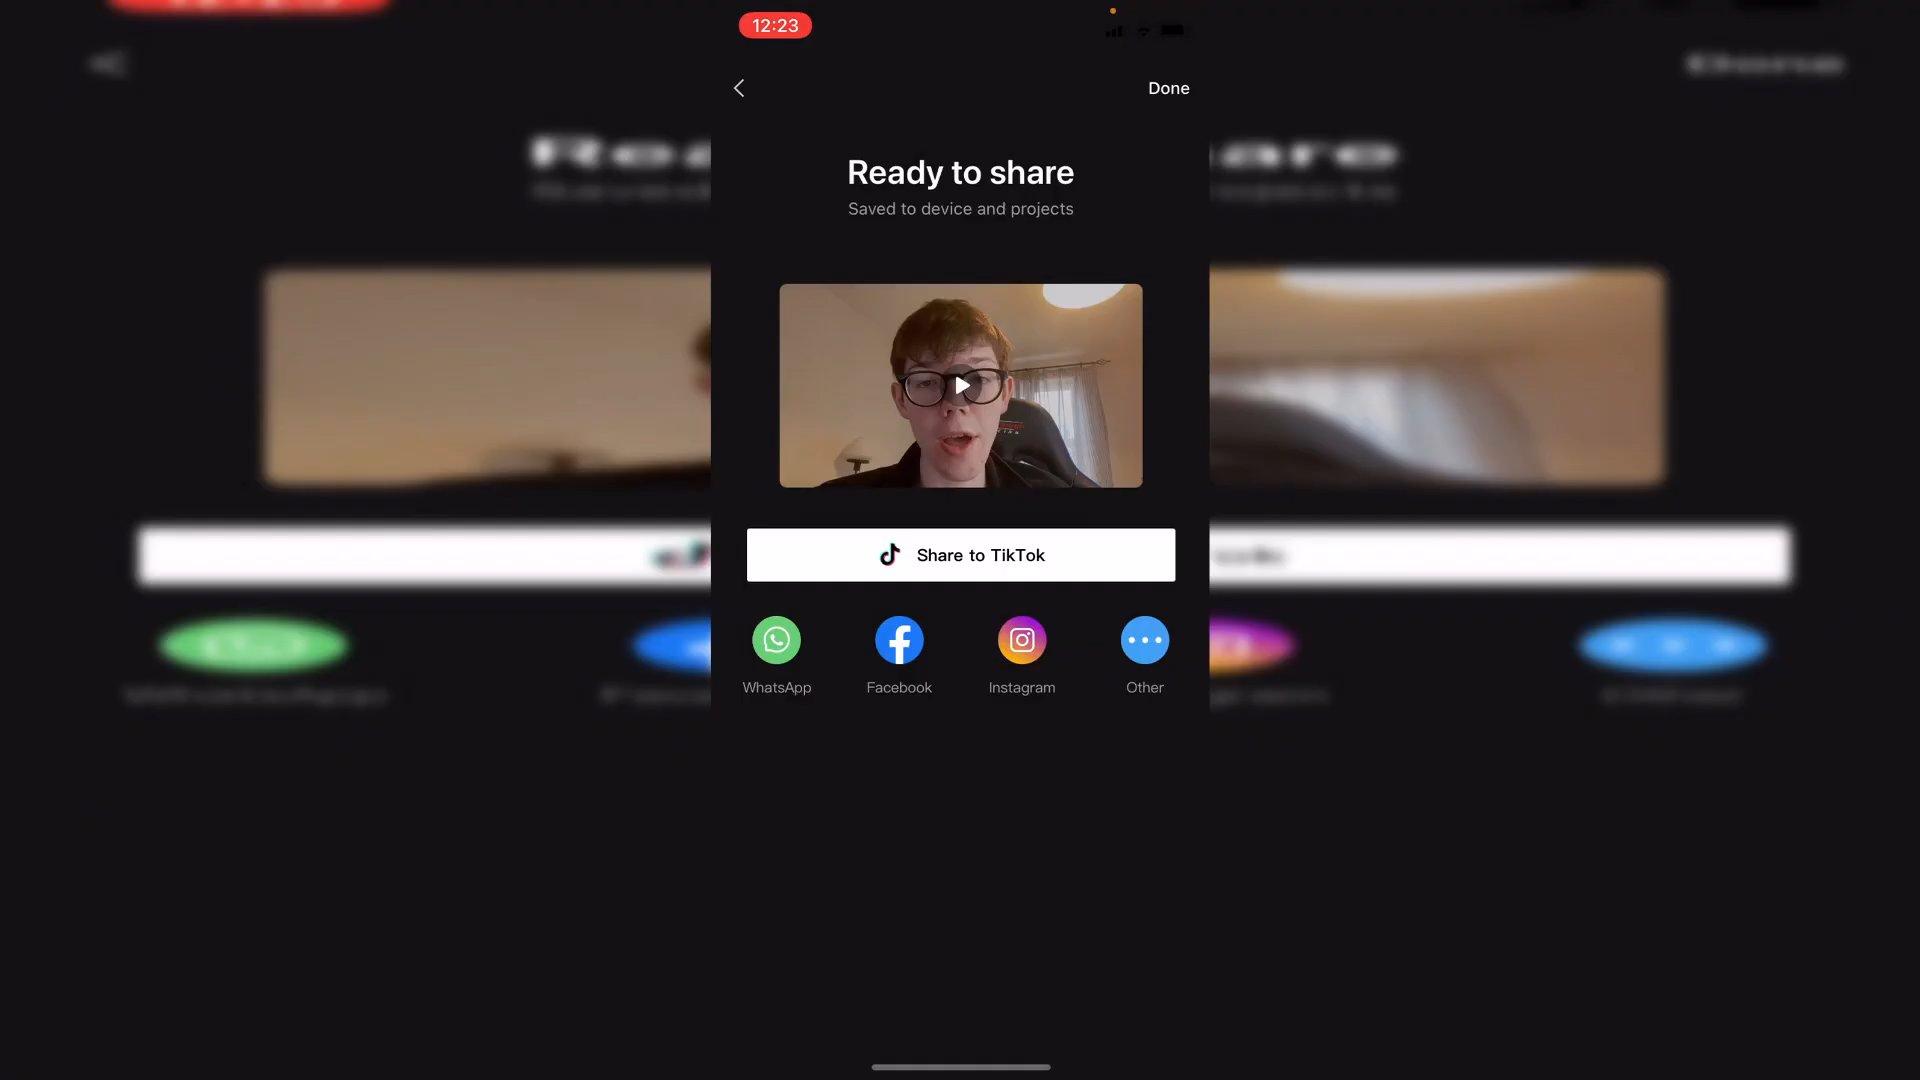 12:23
Done
Ready to share
Saved to device and projects
Share to TikTok
WhatsApp
Facebook
Instagram
Other